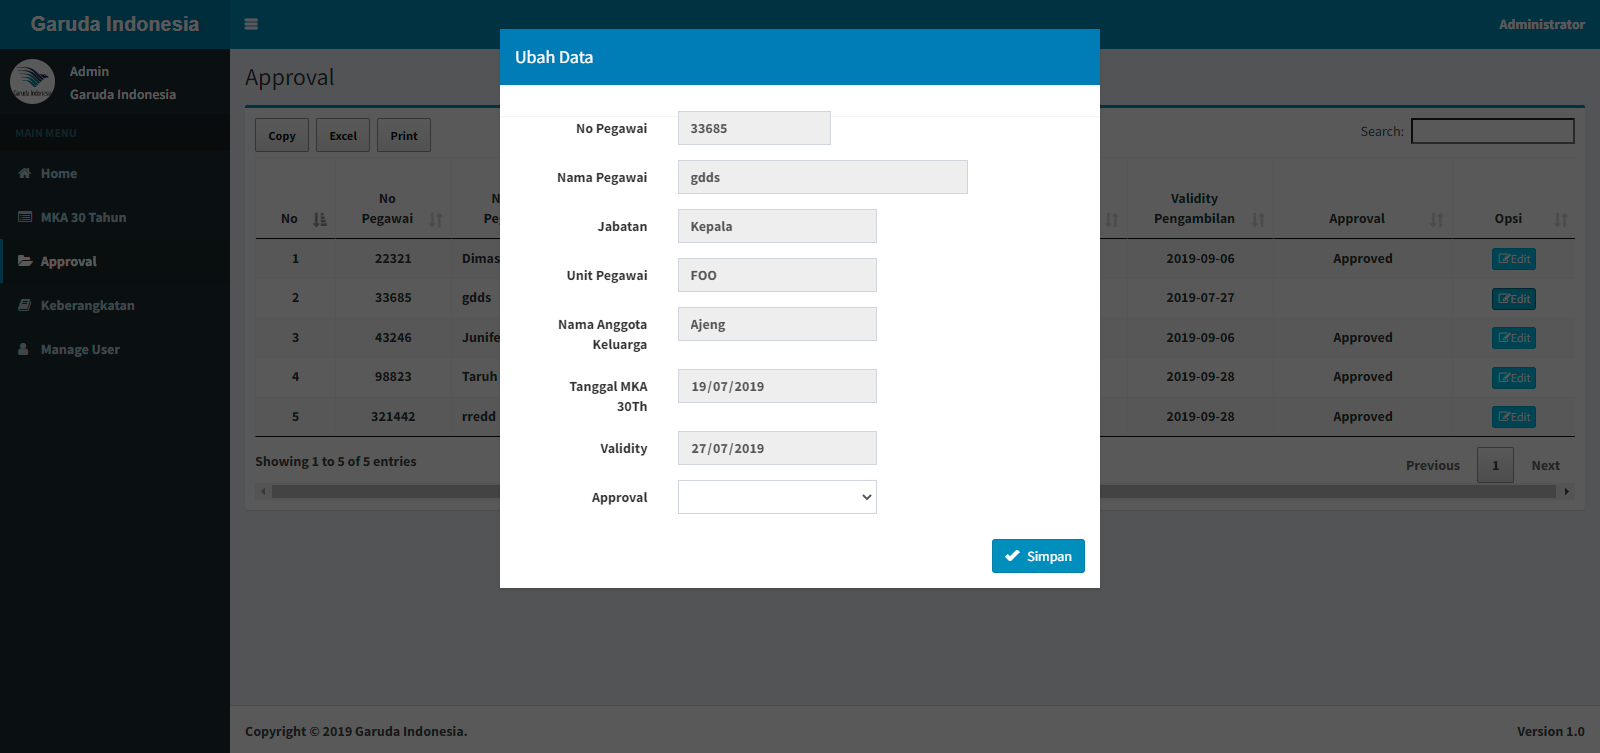 Garuda Indonesia
Administrator
Admin
Garuda Indonesia
MAIN MENU
Home
MKA 30 Tahun
Approval
Keberangkatan
Manage User
Approval
Copy Excel Print
Search:
No No Pegawai Validity Pengambilan Approval Opsi
1 22321 Dimas 2019-09-06 Approved Edit
2 33685 gdds 2019-07-27 Edit
3 43246 Junife 2019-09-06 Approved Edit
4 98823 Taruh 2019-09-28 Approved Edit
5 321442 rredd 2019-09-28 Approved Edit
Showing 1 to 5 of 5 entries
Previous 1 Next
Ubah Data
No Pegawai 33685
Nama Pegawai gdds
Jabatan Kepala
Unit Pegawai FOO
Nama Anggota Ajeng
Keluarga
Tanggal MKA 19/07/2019
30Th
Validity 27/07/2019
Approval
Simpan
Copyright © 2019 Garuda Indonesia.
Version 1.0